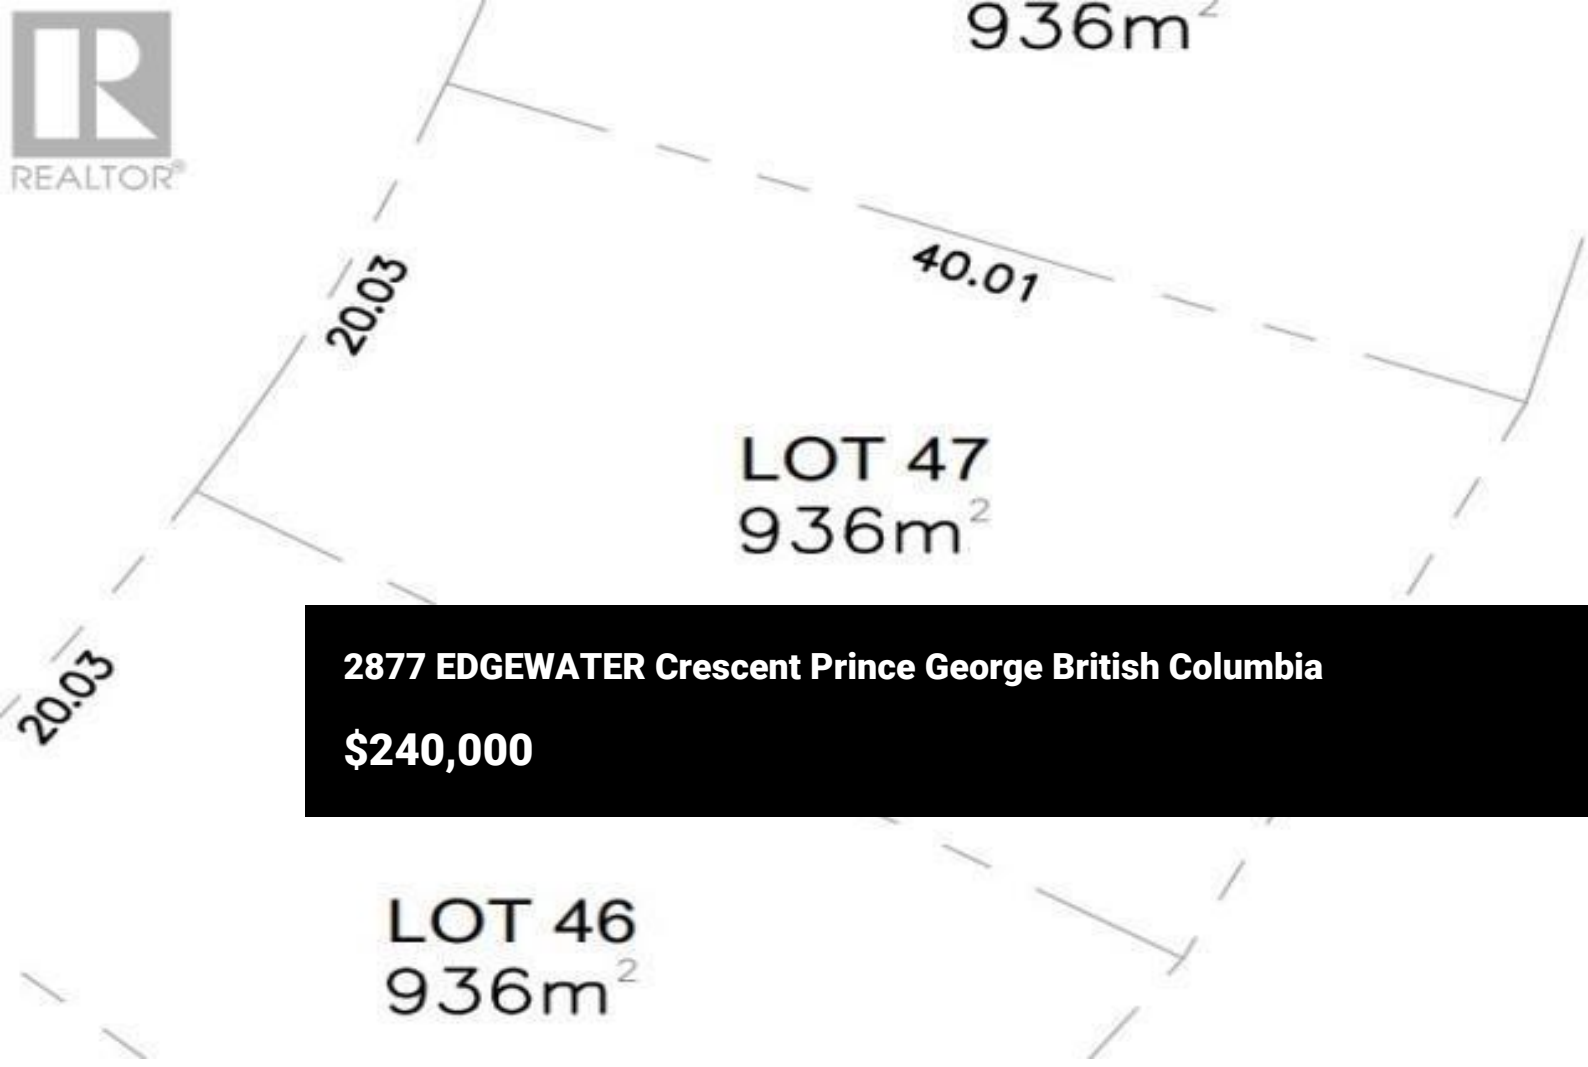 936m²
REALTOR®
40.01
20.03
LOT 47
936m²
20.03
2877 EDGEWATER Crescent Prince George British Columbia
$240,000
LOT 46
936m²